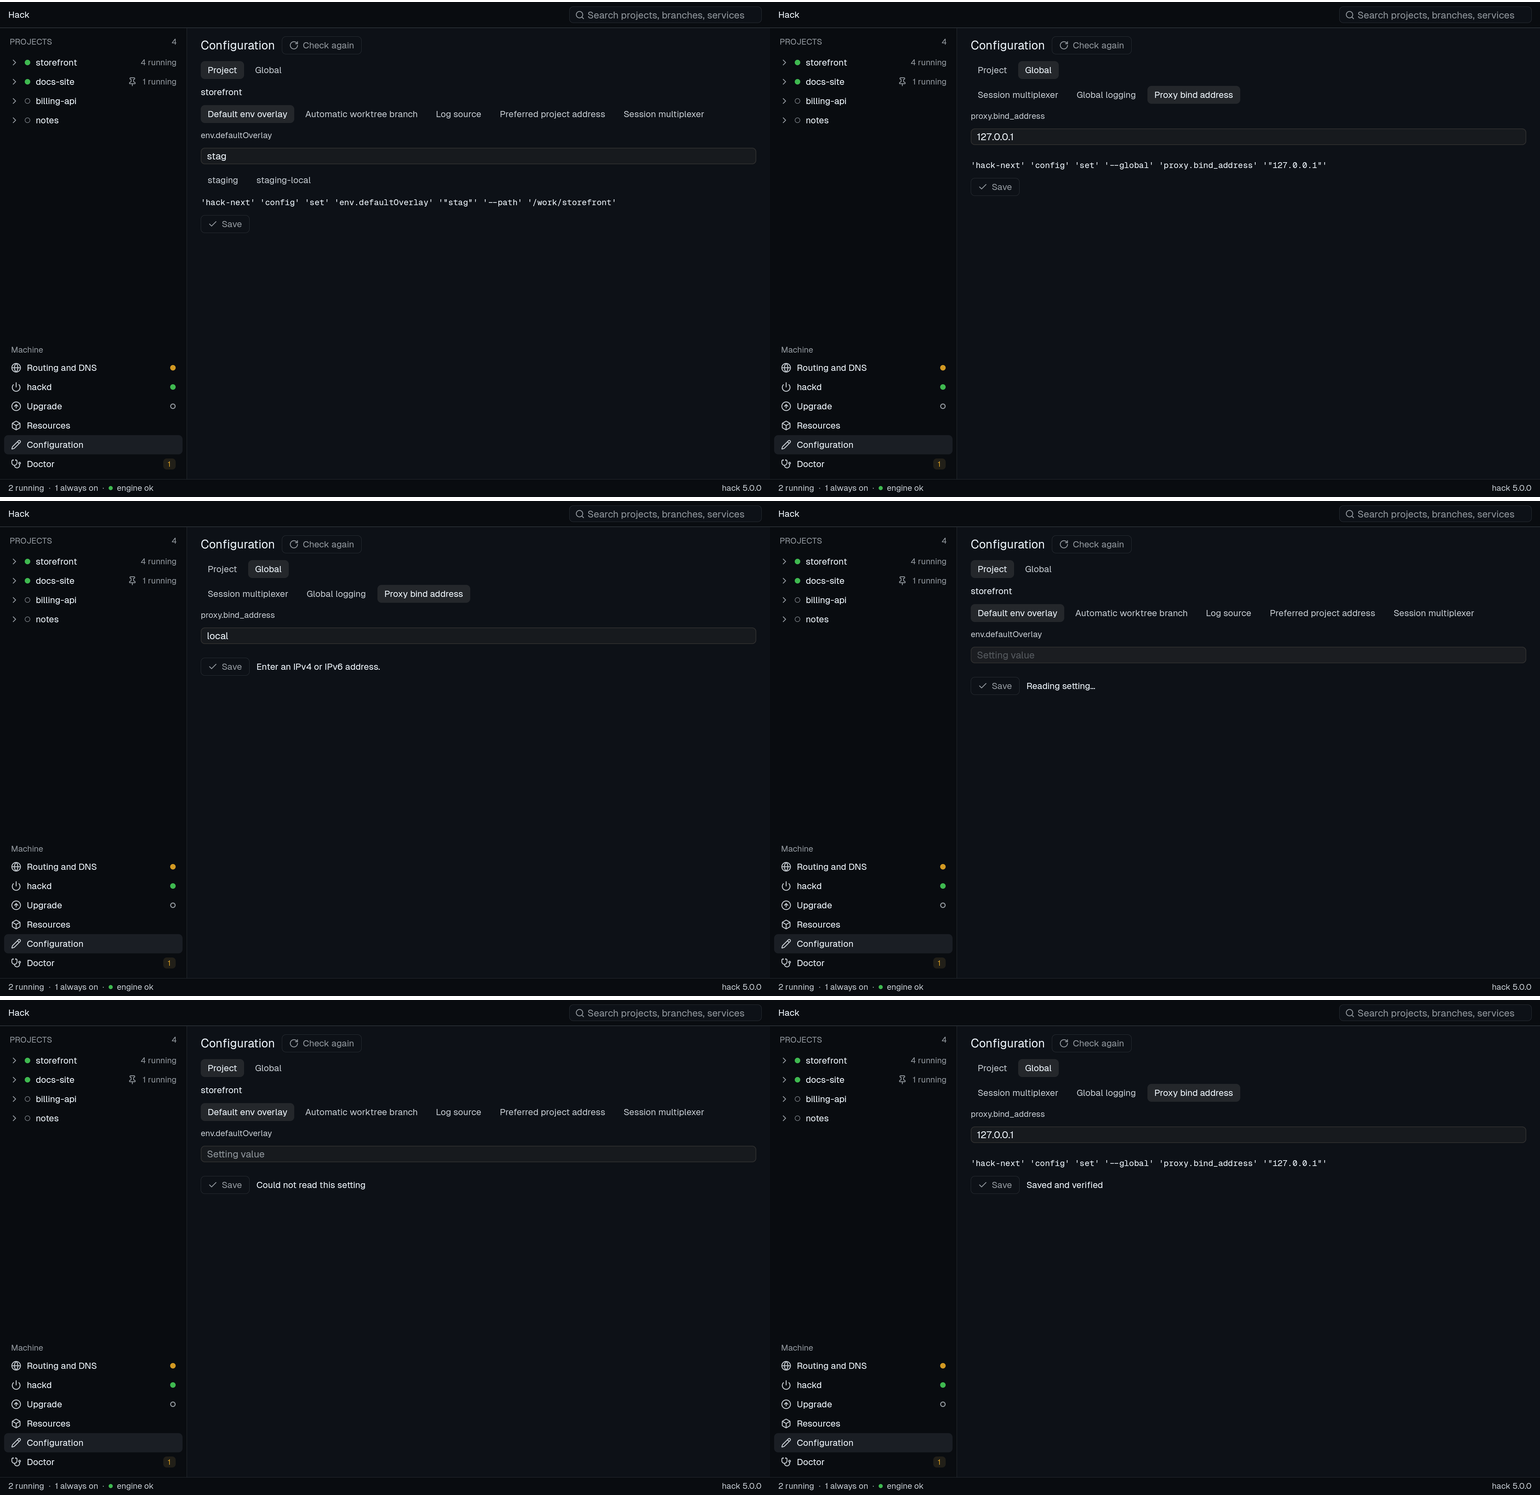 Hack
Search projects, branches, services
PROJECTS 4
storefront 4 running
docs-site 1 running
billing-api
notes
Machine
Routing and DNS
hackd
Upgrade
Resources
Configuration
Doctor 1
Configuration Check again
Project Global
storefront
Default env overlay Automatic worktree branch Log source Preferred project address Session multiplexer
env.defaultOverlay
stag
staging staging-local
'hack-next' 'config' 'set' 'env.defaultOverlay' '"stag"' '--path' '/work/storefront'
Save
2 running · 1 always on · engine ok hack 5.0.0
Hack
Search projects, branches, services
PROJECTS 4
storefront 4 running
docs-site 1 running
billing-api
notes
Machine
Routing and DNS
hackd
Upgrade
Resources
Configuration
Doctor 1
Configuration Check again
Project Global
Session multiplexer Global logging Proxy bind address
proxy.bind_address
127.0.0.1
'hack-next' 'config' 'set' '--global' 'proxy.bind_address' '"127.0.0.1"'
Save
2 running · 1 always on · engine ok hack 5.0.0
Hack
Search projects, branches, services
PROJECTS 4
storefront 4 running
docs-site 1 running
billing-api
notes
Machine
Routing and DNS
hackd
Upgrade
Resources
Configuration
Doctor 1
Configuration Check again
Project Global
Session multiplexer Global logging Proxy bind address
proxy.bind_address
local
Save Enter an IPv4 or IPv6 address.
2 running · 1 always on · engine ok hack 5.0.0
Hack
Search projects, branches, services
PROJECTS 4
storefront 4 running
docs-site 1 running
billing-api
notes
Machine
Routing and DNS
hackd
Upgrade
Resources
Configuration
Doctor 1
Configuration Check again
Project Global
storefront
Default env overlay Automatic worktree branch Log source Preferred project address Session multiplexer
env.defaultOverlay
Setting value
Save Reading setting…
2 running · 1 always on · engine ok hack 5.0.0
Hack
Search projects, branches, services
PROJECTS 4
storefront 4 running
docs-site 1 running
billing-api
notes
Machine
Routing and DNS
hackd
Upgrade
Resources
Configuration
Doctor 1
Configuration Check again
Project Global
storefront
Default env overlay Automatic worktree branch Log source Preferred project address Session multiplexer
env.defaultOverlay
Setting value
Save Could not read this setting
2 running · 1 always on · engine ok hack 5.0.0
Hack
Search projects, branches, services
PROJECTS 4
storefront 4 running
docs-site 1 running
billing-api
notes
Machine
Routing and DNS
hackd
Upgrade
Resources
Configuration
Doctor 1
Configuration Check again
Project Global
Session multiplexer Global logging Proxy bind address
proxy.bind_address
127.0.0.1
'hack-next' 'config' 'set' '--global' 'proxy.bind_address' '"127.0.0.1"'
Save Saved and verified
2 running · 1 always on · engine ok hack 5.0.0